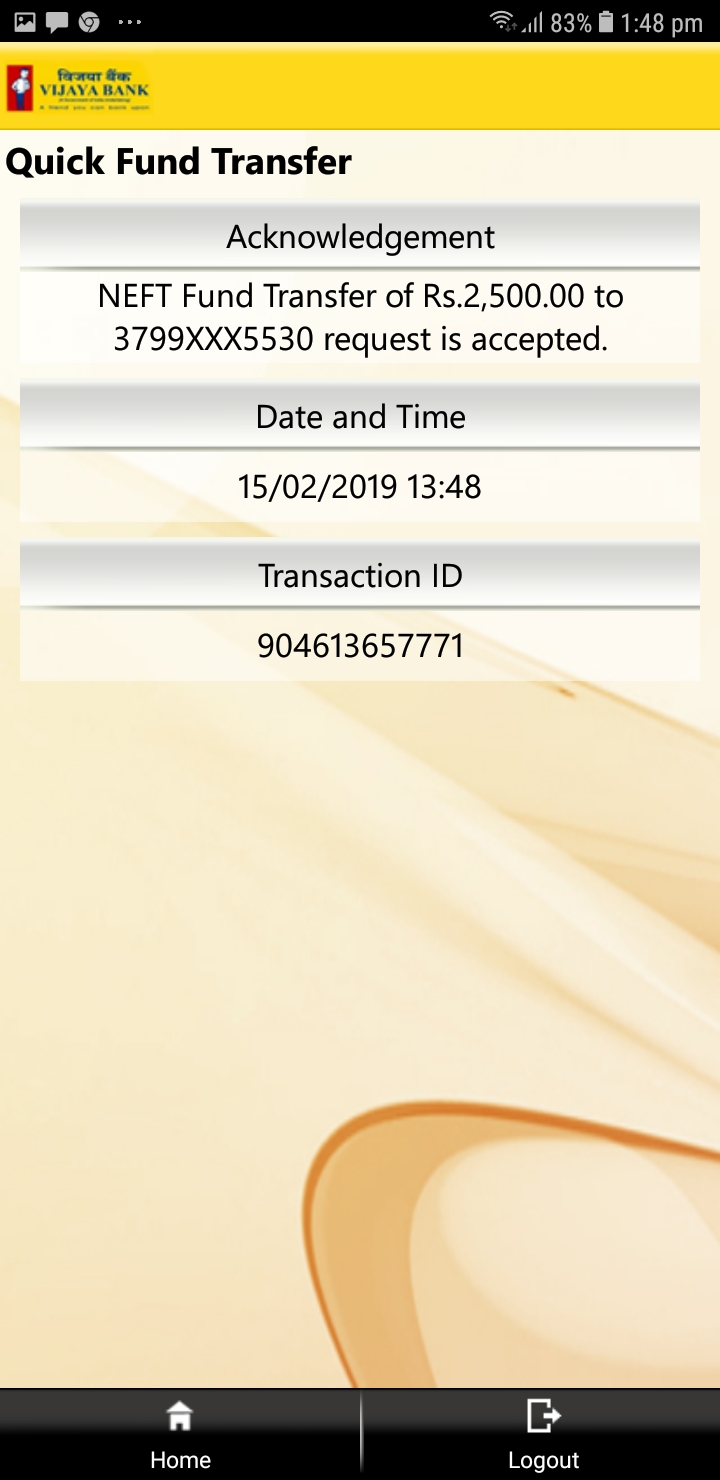 83% 1:48 pm
विजया बैंक
VIJAYA BANK
Quick Fund Transfer
Acknowledgement
NEFT Fund Transfer of Rs.2,500.00 to
3799XXX5530 request is accepted.
Date and Time
15/02/2019 13:48
Transaction ID
904613657771
Home
Logout